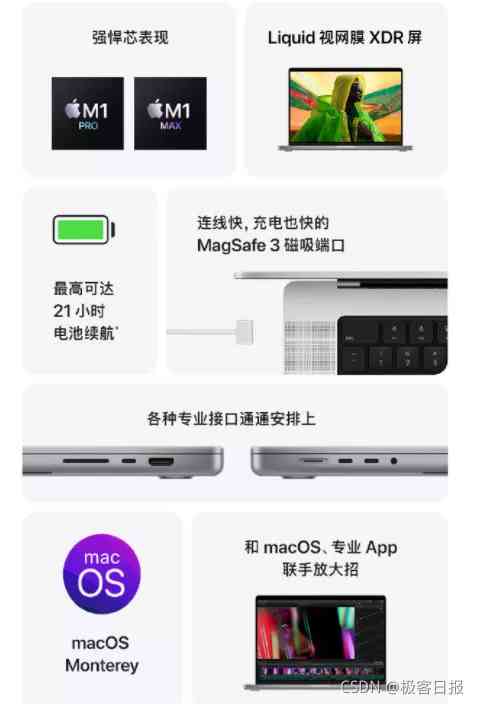 强悍芯表现
M1
PRO
M1
MAX
Liquid 视网膜 XDR 屏
最高可达
21 小时
电池续航*
连线快，充电也快的
MagSafe 3 磁吸端口
各种专业接口通通安排上
mac
OS
macOS
Monterey
和 macOS、专业 App
联手放大招
CSDN @极客日报